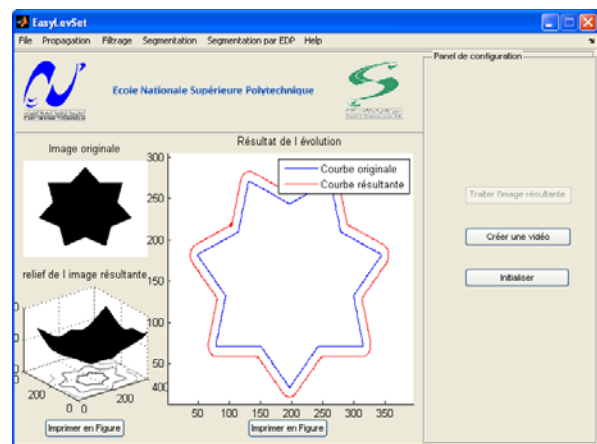 EasyLevSet
File Propagation Filtrage Segmentation Segmentation par EDP Help
Panel de configuration
Ecole Nationale Supérieure Polytechnique
Image originale
Résultat de l évolution
Courbe originale
Courbe résultante
300
250
200
150
100
50
400
50 100 150 200 250 300 350
relief de l image résultante
200
0 0
200
Imprimer en Figure
Imprimer en Figure
Traiter l'image résultante
Créer une vidéo
Initialiser